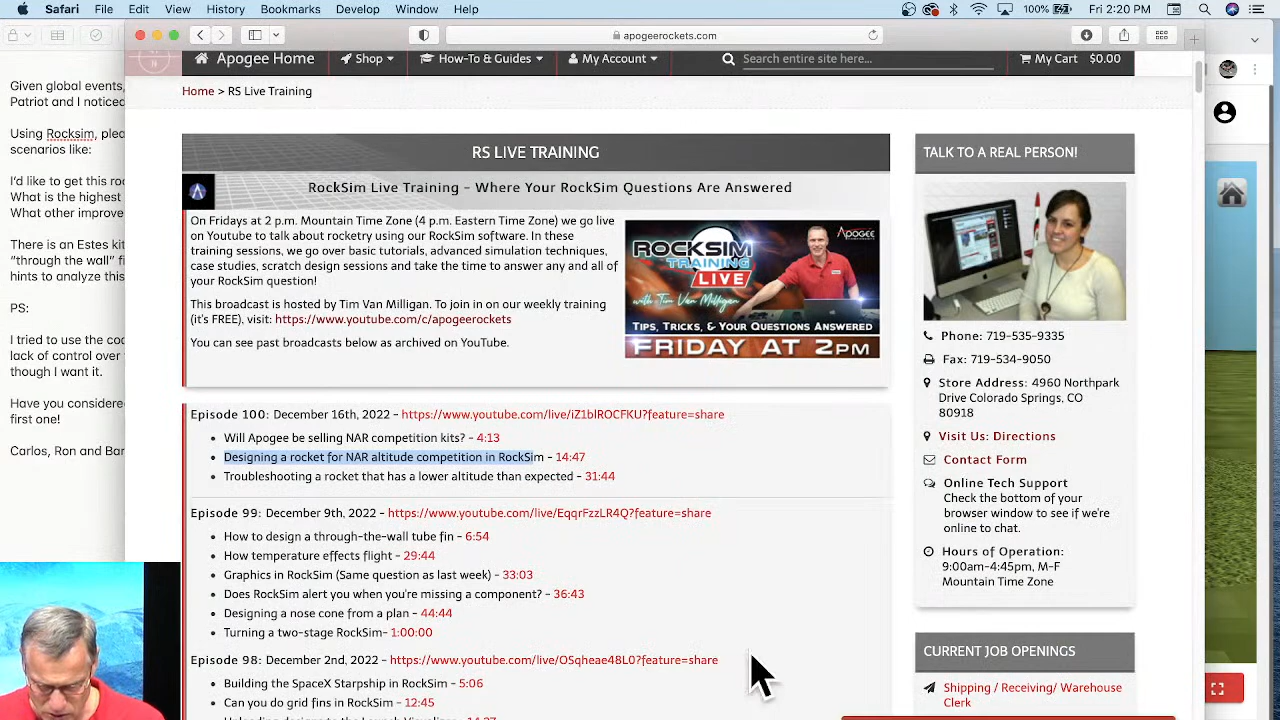 100%
Fri 2:20 PM
apogeerockets.com
Apogee Home
Shop
How-To & Guides
My Account
Search entire site here...
My Cart $0.00
Home > RS Live Training
Given global events,
Patriot and I noticed
Using Rocksim, plea
scenarios like:
I'd like to get this ro
What is the highest
What other improve
There is an Estes ki
through the wall" fi
you analyze this
PS:
lack of control over
though I want it.
Have you considere
first one!
Carlos, Ron and Bar
RS LIVE TRAINING
RockSim Live Training – Where Your RockSim Questions Are Answered
On Fridays at 2 p.m. Mountain Time Zone (4 p.m. Eastern Time Zone) we go live
on Youtube to talk about rocketry using our RockSim software. In these
training sessions, we go over basic tutorials, advanced simulation techniques,
case studies, scratch design sessions and take the time to answer any and all of
your RockSim question!
This broadcast is hosted by Tim Van Milligan. To join in on our weekly training
(it's FREE), visit: https://www.youtube.com/c/apogeerockets
You can see past broadcasts below as archived on YouTube.
APOGEE
COMPONENTS
ROCKSIM
TRAINING
LIVE
with Tim Van Milligan
TIPS, TRICKS, & YOUR QUESTIONS ANSWERED
FRIDAY AT 2PM
Episode 100: December 16th, 2022 – https://www.youtube.com/live/iZ1bIROCFKU?feature=share
Will Apogee be selling NAR competition kits? – 4:13
Designing a rocket for NAR altitude competition in RockSim – 14:47
Troubleshooting a rocket that has a lower altitude than expected – 31:44
Episode 99: December 9th, 2022 – https://www.youtube.com/live/EqqrFzzLR4Q?feature=share
How to design a through-the-wall tube fin – 6:54
How temperature effects flight – 29:44
Graphics in RockSim (Same question as last week) – 33:03
Does RockSim alert you when you're missing a component? – 36:43
Designing a nose cone from a plan – 44:44
Turning a two-stage RockSim– 1:00:00
Episode 98: December 2nd, 2022 – https://www.youtube.com/live/OSq-eae48L0?feature=share
Building the SpaceX Starpship in RockSim – 5:06
Can you do grid fins in RockSim – 12:45
TALK TO A REAL PERSON!
Phone: 719-535-9335
Fax: 719-534-9050
Store Address: 4960 Northpark
Drive Colorado Springs, CO
80918
Visit Us: Directions
Contact Form
Online Tech Support
Check the bottom of your
browser window to see if we're
online to chat.
Hours of Operation:
9:00am-4:45pm, M-F
Mountain Time Zone
CURRENT JOB OPENINGS
Shipping / Receiving/ Warehouse
Clerk